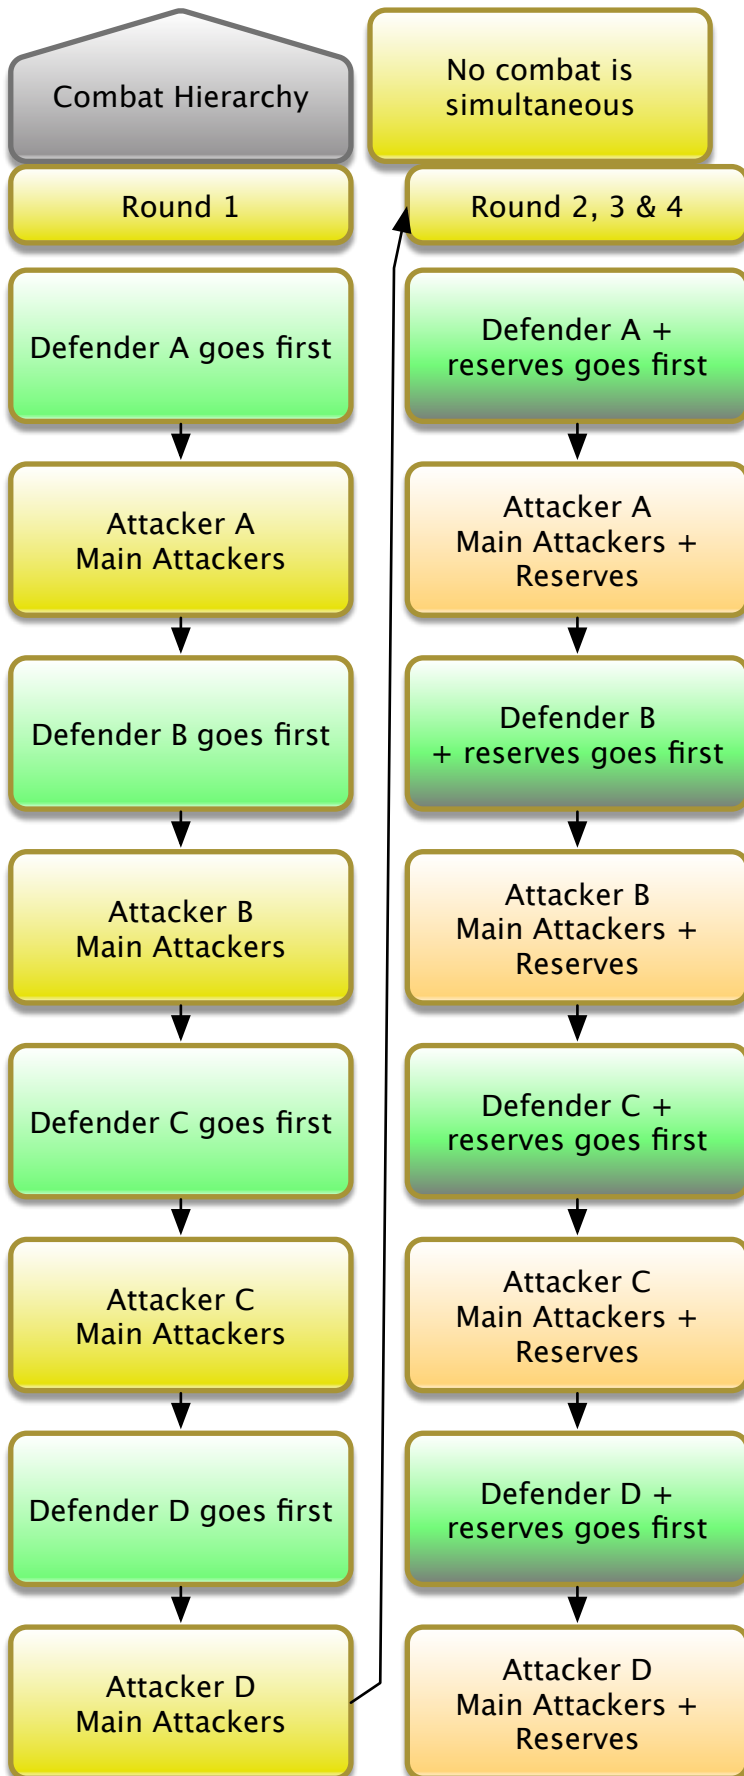 Combat Hierarchy
No combat is
simultaneous
Round 1
Defender A goes first
Attacker A
Main Attackers
Defender B goes first
Attacker B
Main Attackers
Defender C goes first
Attacker C
Main Attackers
Defender D goes first
Attacker D
Main Attackers
Round 2, 3 & 4
Defender A +
reserves goes first
Attacker A
Main Attackers +
Reserves
Defender B
+ reserves goes first
Attacker B
Main Attackers +
Reserves
Defender C +
reserves goes first
Attacker C
Main Attackers +
Reserves
Defender D +
reserves goes first
Attacker D
Main Attackers +
Reserves